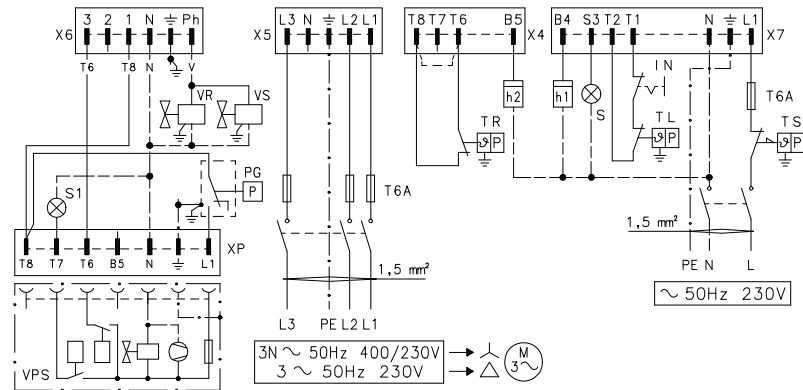 3 2 1 N Ph
X6
T6 T8 N V
VR VS
PG
P
S1
XP
T8 T7 T6 B5 N L1
VPS
L3 N L2 L1
X5
T6A
1,5 mm²
L3 PE L2 L1
3N ~ 50Hz 400/230V
3 ~ 50Hz 230V
M
3~
T8 T7 T6 B5
X4
h2
TR
ϑ P
B4 S3 T2 T1 N L1
X7
h1
S
IN
TL
ϑ P
T6A
TS
ϑ P
1,5 mm²
PE N L
~ 50Hz 230V